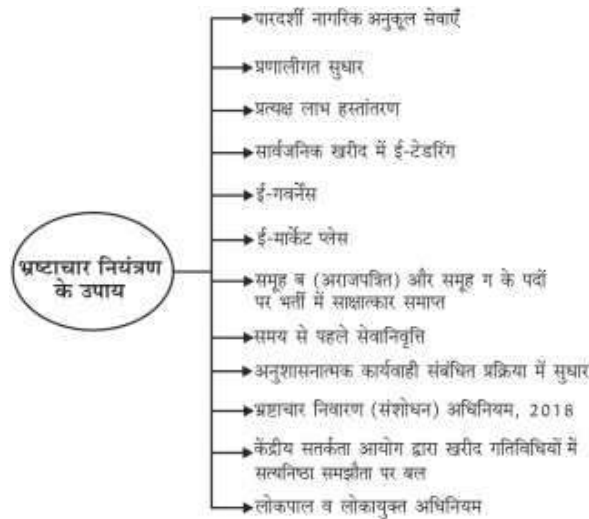 पारदर्शी नागरिक अनुकूल सेवाएँ
प्रणालीगत सुधार
प्रत्यक्ष लाभ हस्तांतरण
सार्वजनिक खरीद में ई-टेडरिंग
ई-गवर्नेंस
ई-मार्केट प्लेस
भ्रष्टाचार नियंत्रण
के उपाय
समूह ब (अराजपत्रित) और समूह ग के पदों
पर भर्ती में साक्षात्कार समाप्त
समय से पहले सेवानिवृत्ति
अनुशासनात्मक कार्यवाही संबंधित प्रक्रिया में सुधार
भ्रष्टाचार निवारण (संशोधन) अधिनियम, 2018
केंद्रीय सतर्कता आयोग द्वारा खरीद गतिविधियों में
सत्यनिष्ठा समझौता पर बल
लोकपाल व लोकायुक्त अधिनियम